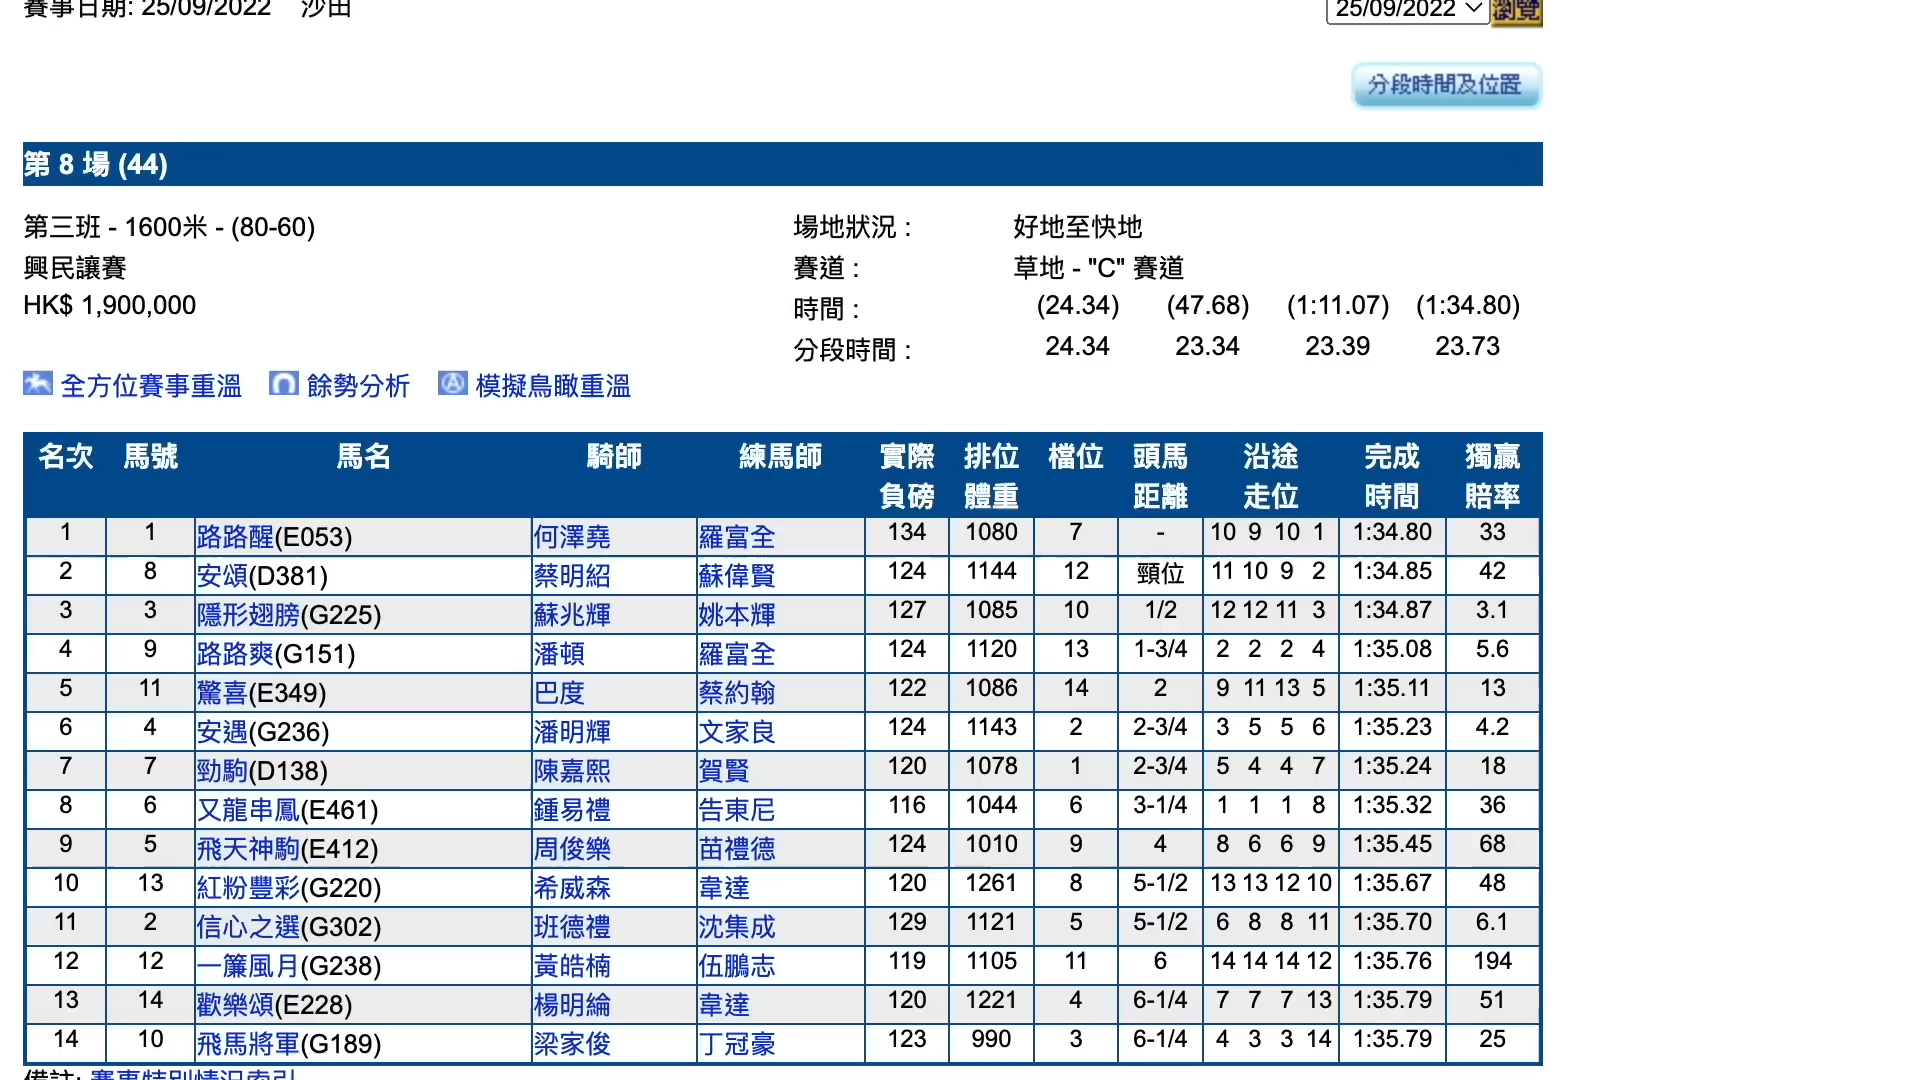 賽事日期: 25/09/2022 沙田 25/09/2022 瀏覽
分段時間及位置
第 8 場 (44)
第三班 - 1600米 - (80-60) 場地狀況 : 好地至快地
興民讓賽 賽道 : 草地 - "C" 賽道
HK$ 1,900,000 時間 : (24.34) (47.68) (1:11.07) (1:34.80)
分段時間 : 24.34 23.34 23.39 23.73
全方位賽事重溫 餘勢分析 模擬鳥瞰重溫
名次 馬號 馬名 騎師 練馬師 實際負磅 排位體重 檔位 頭馬距離 沿途走位 完成時間 獨贏賠率
1 1 路路醒(E053) 何澤堯 羅富全 134 1080 7 - 10 9 10 1 1:34.80 33
2 8 安頌(D381) 蔡明紹 蘇偉賢 124 1144 12 頸位 11 10 9 2 1:34.85 42
3 3 隱形翅膀(G225) 蘇兆輝 姚本輝 127 1085 10 1/2 12 12 11 3 1:34.87 3.1
4 9 路路爽(G151) 潘頓 羅富全 124 1120 13 1-3/4 2 2 2 4 1:35.08 5.6
5 11 驚喜(E349) 巴度 蔡約翰 122 1086 14 2 9 11 13 5 1:35.11 13
6 4 安遇(G236) 潘明輝 文家良 124 1143 2 2-3/4 3 5 5 6 1:35.23 4.2
7 7 勁駒(D138) 陳嘉熙 賀賢 120 1078 1 2-3/4 5 4 4 7 1:35.24 18
8 6 又龍串鳳(E461) 鍾易禮 告東尼 116 1044 6 3-1/4 1 1 1 8 1:35.32 36
9 5 飛天神駒(E412) 周俊樂 苗禮德 124 1010 9 4 8 6 6 9 1:35.45 68
10 13 紅粉豐彩(G220) 希威森 韋達 120 1261 8 5-1/2 13 13 12 10 1:35.67 48
11 2 信心之選(G302) 班德禮 沈集成 129 1121 5 5-1/2 6 8 8 11 1:35.70 6.1
12 12 一簾風月(G238) 黃皓楠 伍鵬志 119 1105 11 6 14 14 14 12 1:35.76 194
13 14 歡樂頌(E228) 楊明綸 韋達 120 1221 4 6-1/4 7 7 7 13 1:35.79 51
14 10 飛馬將軍(G189) 梁家俊 丁冠豪 123 990 3 6-1/4 4 3 3 14 1:35.79 25
備註: 賽事特別情況索引